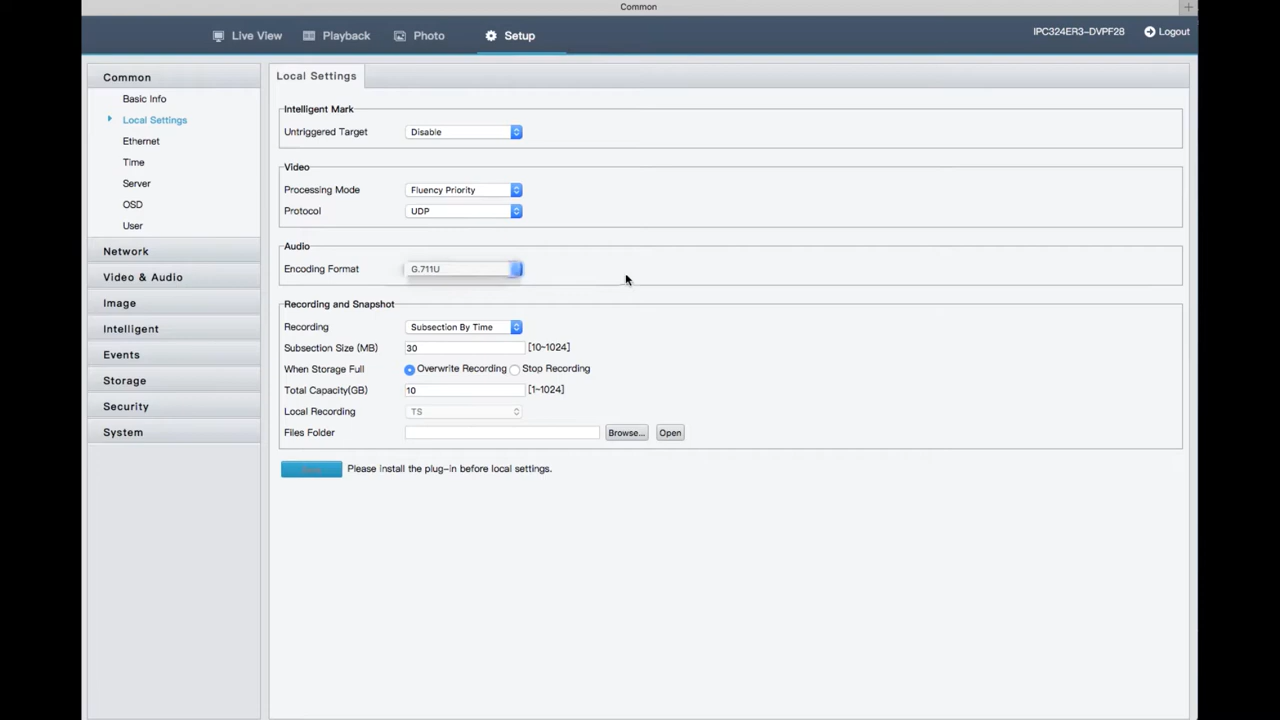 Common
Live View Playback Photo Setup IPC324ER3-DVPF28 Logout
Common
Basic Info
Local Settings
Ethernet
Time
Server
OSD
User
Network
Video & Audio
Image
Intelligent
Events
Storage
Security
System
Local Settings
Intelligent Mark
Untriggered Target Disable
Video
Processing Mode Fluency Priority
Protocol UDP
Audio
Encoding Format G.711U
Recording and Snapshot
Recording Subsection By Time
Subsection Size (MB) 30 [10~1024]
When Storage Full Overwrite Recording Stop Recording
Total Capacity(GB) 10 [1~1024]
Local Recording TS
Files Folder Browse... Open
Please install the plug-in before local settings.